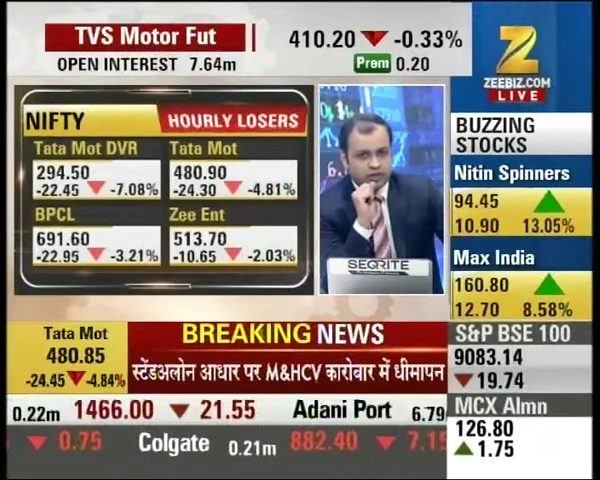 TVS Motor Fut
OPEN INTEREST 7.64m
410.20 -0.33%
Prem 0.20
ZEEBIZ.COM
LIVE
NIFTY
HOURLY LOSERS
Tata Mot DVR
294.50
-22.45 -7.08%
Tata Mot
480.90
-24.30 -4.81%
BPCL
691.60
-22.95 -3.21%
Zee Ent
513.70
-10.65 -2.03%
SEQRITE
BUZZING
STOCKS
Nitin Spinners
94.45
10.90 13.05%
Max India
160.80
12.70 8.58%
Tata Mot
480.85
-24.45 -4.84%
BREAKING NEWS
स्टेंडअलोन आधार पर M&HCV कारोबार में धीमापन
S&P BSE 100
9083.14
19.74
MCX Almn
126.80
1.75
0.22m 1466.00 21.55 Adani Port 6.79
0.75 Colgate 0.21m 882.40 7.15